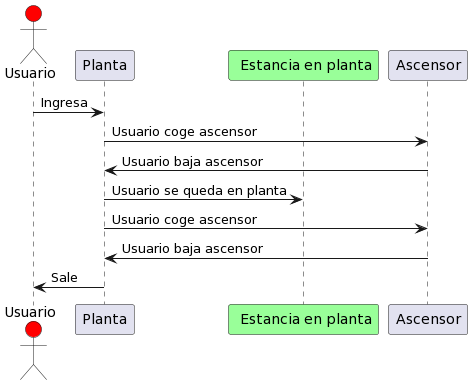 Usuario
Planta
Estancia en planta
Ascensor
Ingresa
Usuario coge ascensor
Usuario baja ascensor
Usuario se queda en planta
Usuario coge ascensor
Usuario baja ascensor
Sale
Usuario
Planta
Estancia en planta
Ascensor